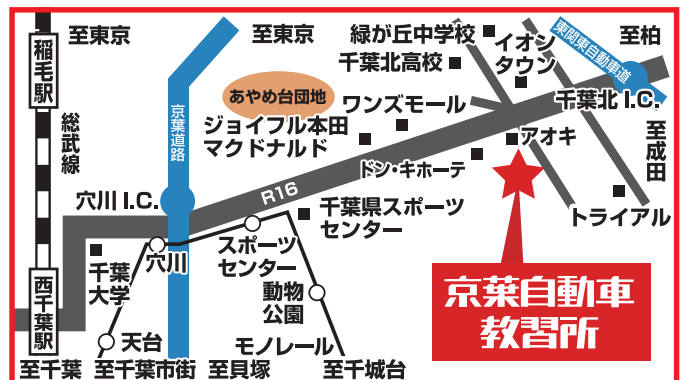 至東京
至東京
緑が丘中学校
イオン
タウン
至柏
東関東自動車道
稲毛駅
千葉北高校
あやめ台団地
千葉北 I.C.
ワンズモール
京葉道路
総武線
ジョイフル本田
マクドナルド
アオキ
至成田
ドン・キホーテ
R16
穴川 I.C.
千葉県スポーツ
センター
トライアル
スポーツ
センター
千葉
大学
穴川
西千葉駅
動物
公園
京葉自動車
教習所
天台
モノレール
至千葉
至千葉市街
至貝塚
至千城台